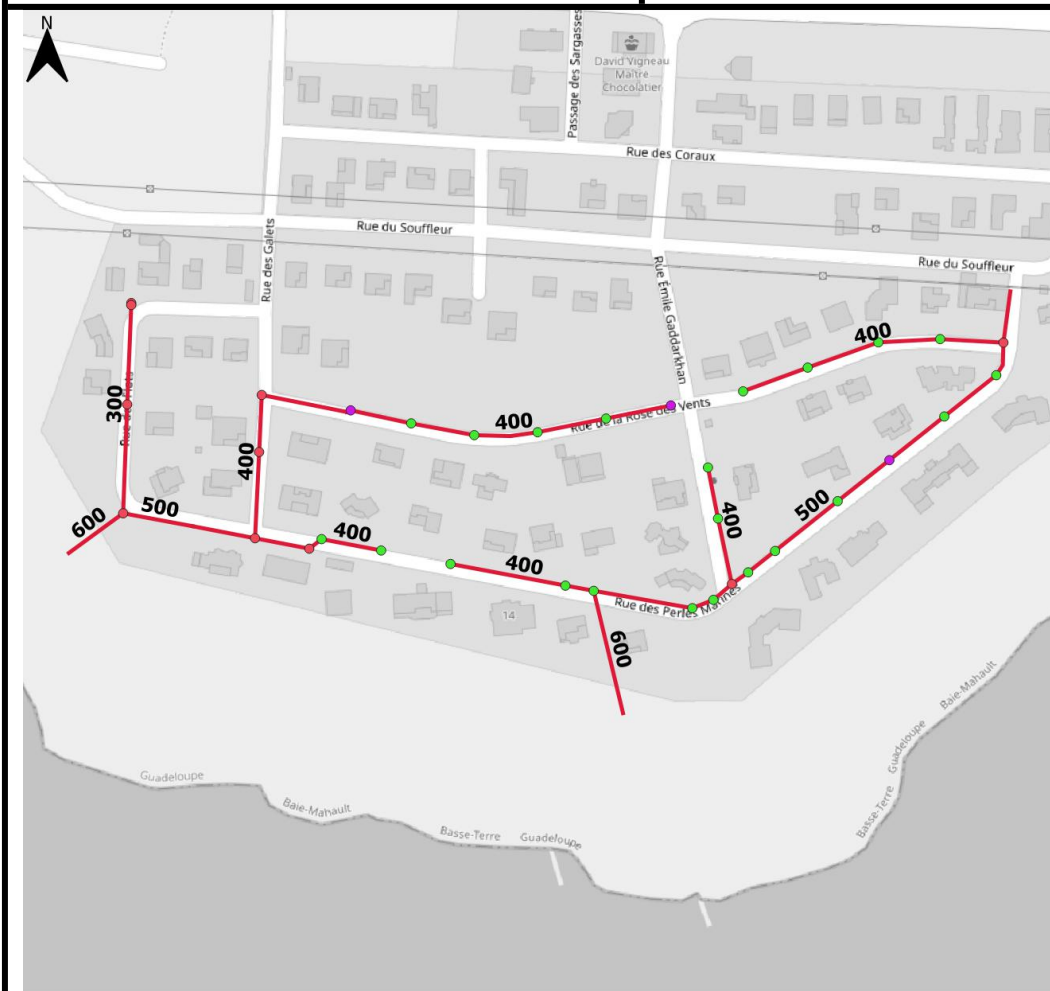 N
Passage des Sargasses
David Vigneau
Maître
Chocolatier
Rue des Coraux
Rue du Souffleur
Rue du Souffleur
Rue des Galets
Rue Émile Gaddarkhan
400
300
400
Rue de la Rose des Vents
400
600
500
400
400
400
500
Rue des Perles Marines
14
600
Guadeloupe
Baie-Mahault
Basse-Terre
Guadeloupe
Basse-Terre
Guadeloupe
Baie-Mahault